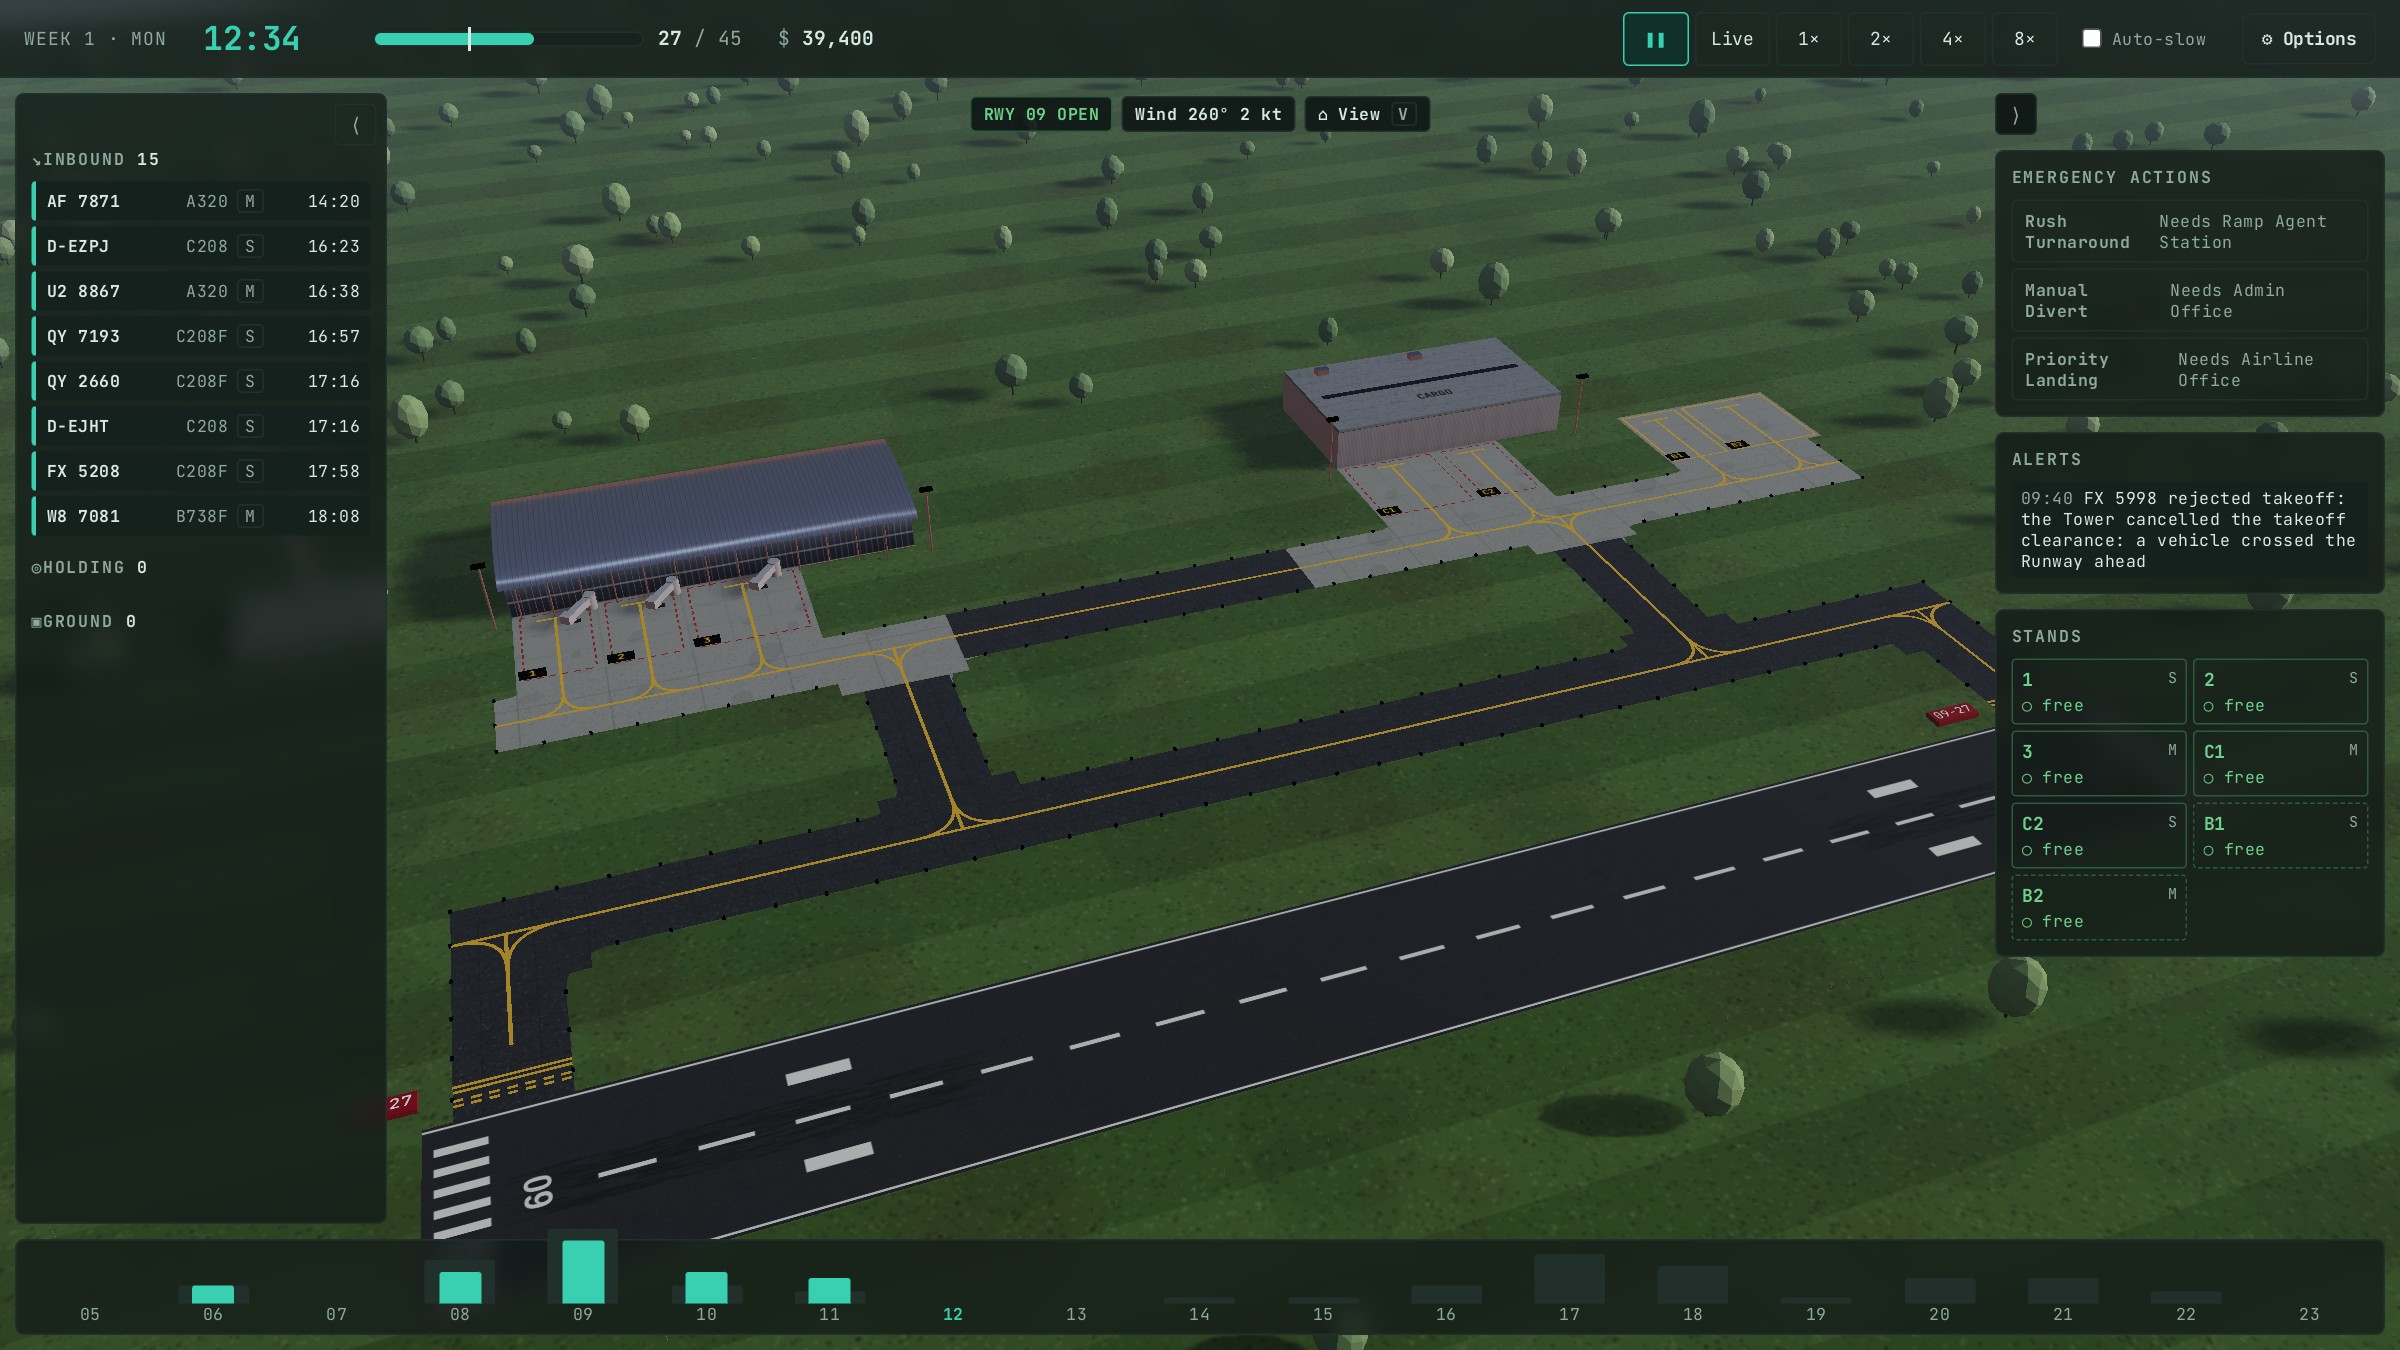 WEEK 1 · MON 12:34 27 / 45 $ 39,400 Live 1× 2× 4× 8× Auto-slow ⚙ Options
RWY 09 OPEN Wind 260° 2 kt ⌂ View V
↘INBOUND 15
AF 7871 A320 M 14:20
D-EZPJ C208 S 16:23
U2 8867 A320 M 16:38
QY 7193 C208F S 16:57
QY 2660 C208F S 17:16
D-EJHT C208 S 17:16
FX 5208 C208F S 17:58
W8 7081 B738F M 18:08
◎HOLDING 0
▣GROUND 0
CARGO
C1
C2
B1
B2
1
2
3
09-27
27
09
EMERGENCY ACTIONS
Rush Turnaround
Needs Ramp Agent Station
Manual Divert
Needs Admin Office
Priority Landing
Needs Airline Office
ALERTS
09:40 FX 5998 rejected takeoff:
the Tower cancelled the takeoff
clearance: a vehicle crossed the
Runway ahead
STANDS
1 S
○ free
2 S
○ free
3 M
○ free
C1 M
○ free
C2 S
○ free
B1 S
○ free
B2 M
○ free
05 06 07 08 09 10 11 12 13 14 15 16 17 18 19 20 21 22 23